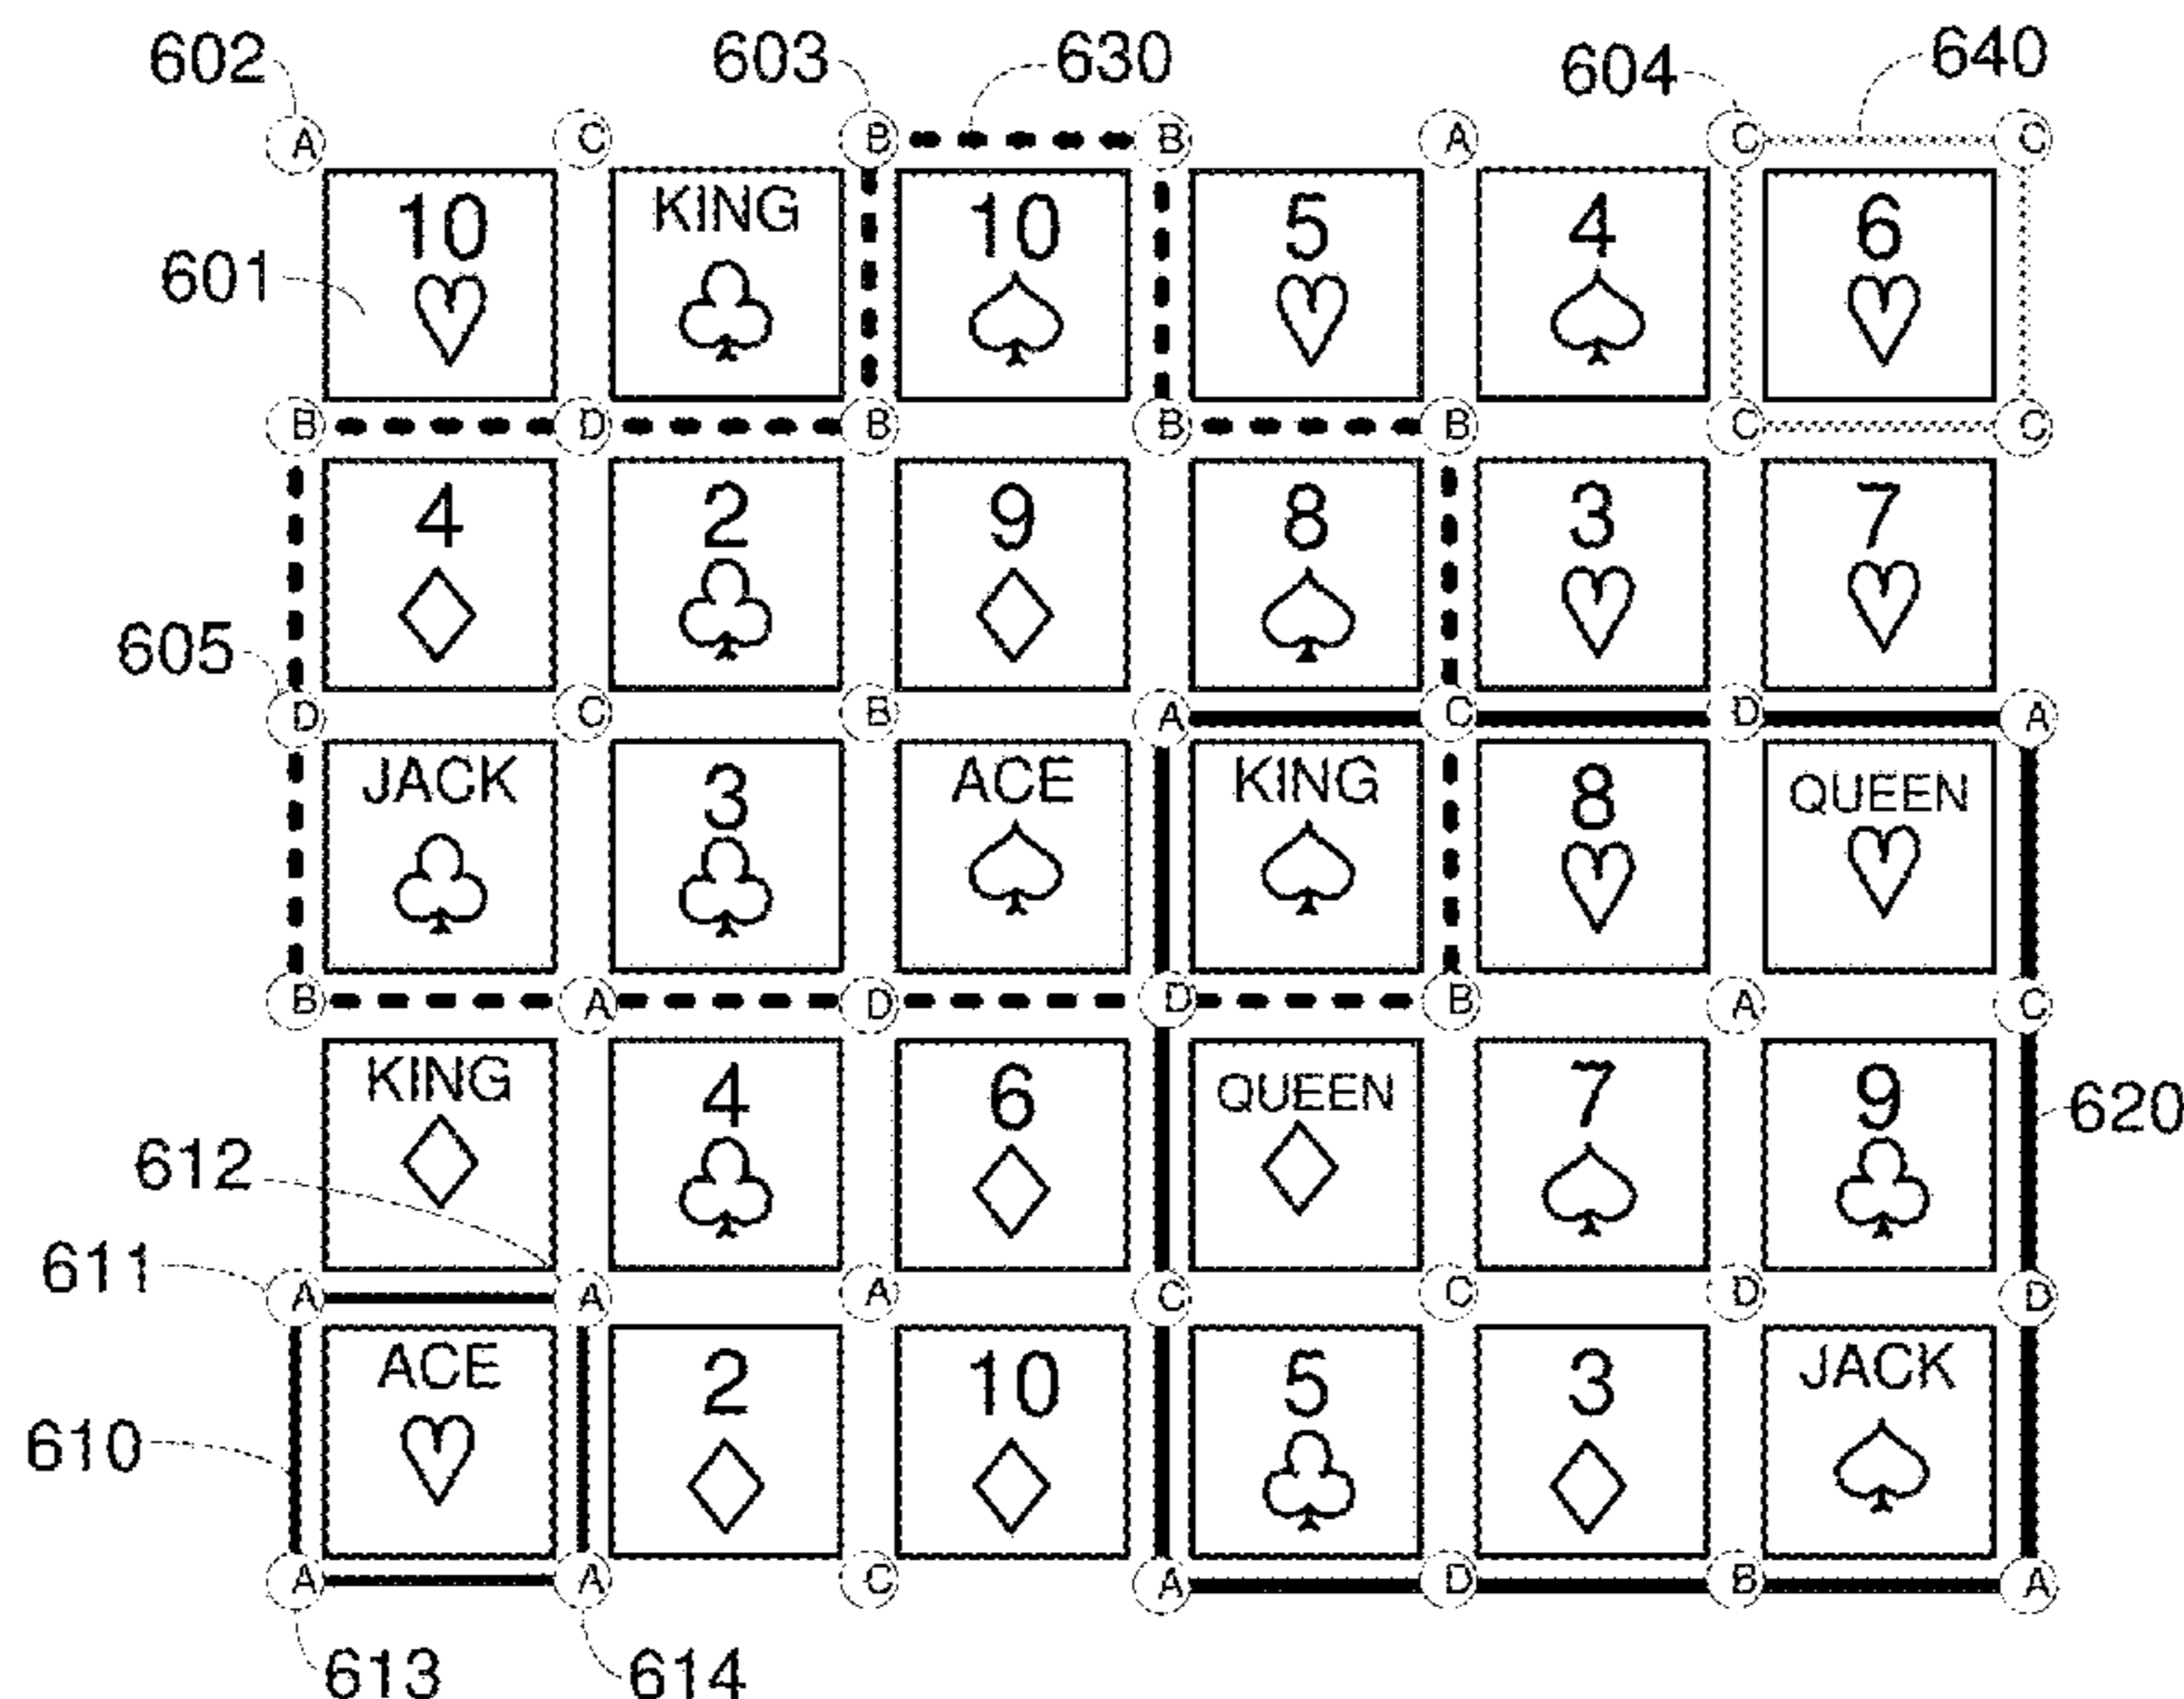 602 603 630 604 640
A C B B A C C
10 KING 10 5 4 6
601
B D B B B C C
4 2 9 8 3 7
605
D C B A C D A
JACK 3 ACE KING 8 QUEEN
B A D D B A C
KING 4 6 QUEEN 7 9
620
612
611
A A A C C D D
ACE 2 10 5 3 JACK
610
A A C A D B A
613 614